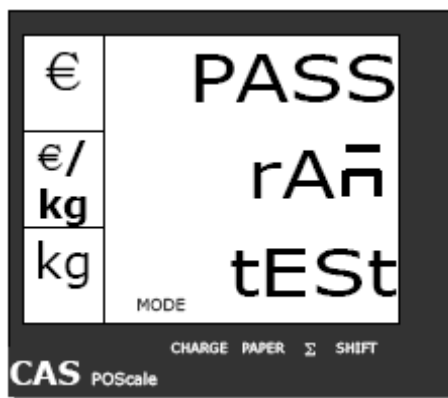 € PASS
€/kg rAm̄
kg tESt
MODE
CHARGE PAPER Σ SHIFT
CAS POScale